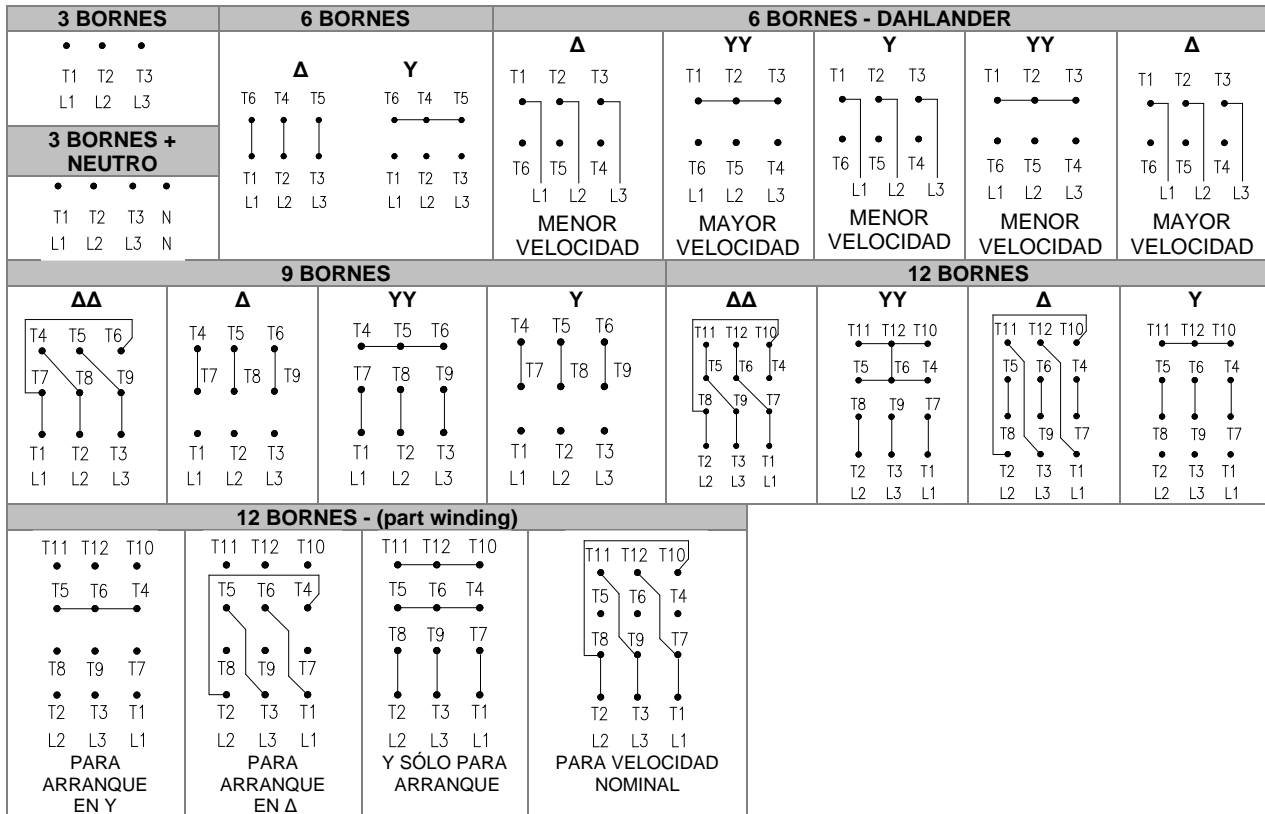 3 BORNES
T1 T2 T3
L1 L2 L3
3 BORNES +
NEUTRO
T1 T2 T3 N
L1 L2 L3 N
6 BORNES
Δ Y
T6 T4 T5 T6 T4 T5
T1 T2 T3 T1 T2 T3
L1 L2 L3 L1 L2 L3
6 BORNES - DAHLANDER
Δ
T1 T2 T3
T6 T5 T4
L1 L2 L3
MENOR
VELOCIDAD
YY
T1 T2 T3
T6 T5 T4
L1 L2 L3
MAYOR
VELOCIDAD
Y
T1 T2 T3
T6 T5 T4
L1 L2 L3
MENOR
VELOCIDAD
YY
T1 T2 T3
T6 T5 T4
L1 L2 L3
MENOR
VELOCIDAD
Δ
T1 T2 T3
T6 T5 T4
L1 L2 L3
MAYOR
VELOCIDAD
9 BORNES
ΔΔ
T4 T5 T6
T7 T8 T9
T1 T2 T3
L1 L2 L3
Δ
T4 T5 T6
T7 T8 T9
T1 T2 T3
L1 L2 L3
YY
T4 T5 T6
T7 T8 T9
T1 T2 T3
L1 L2 L3
Y
T4 T5 T6
T7 T8 T9
T1 T2 T3
L1 L2 L3
12 BORNES
ΔΔ
T11 T12 T10
T5 T6 T4
T8 T9 T7
T2 T3 T1
L2 L3 L1
YY
T11 T12 T10
T5 T6 T4
T8 T9 T7
T2 T3 T1
L2 L3 L1
Δ
T11 T12 T10
T5 T6 T4
T8 T9 T7
T2 T3 T1
L2 L3 L1
Y
T11 T12 T10
T5 T6 T4
T8 T9 T7
T2 T3 T1
L2 L3 L1
12 BORNES - (part winding)
T11 T12 T10
T5 T6 T4
T8 T9 T7
T2 T3 T1
L2 L3 L1
PARA
ARRANQUE
EN Y
T11 T12 T10
T5 T6 T4
T8 T9 T7
T2 T3 T1
L2 L3 L1
PARA
ARRANQUE
EN Δ
T11 T12 T10
T5 T6 T4
T8 T9 T7
T2 T3 T1
L2 L3 L1
Y SÓLO PARA
ARRANQUE
T11 T12 T10
T5 T6 T4
T8 T9 T7
T2 T3 T1
L2 L3 L1
PARA VELOCIDAD
NOMINAL